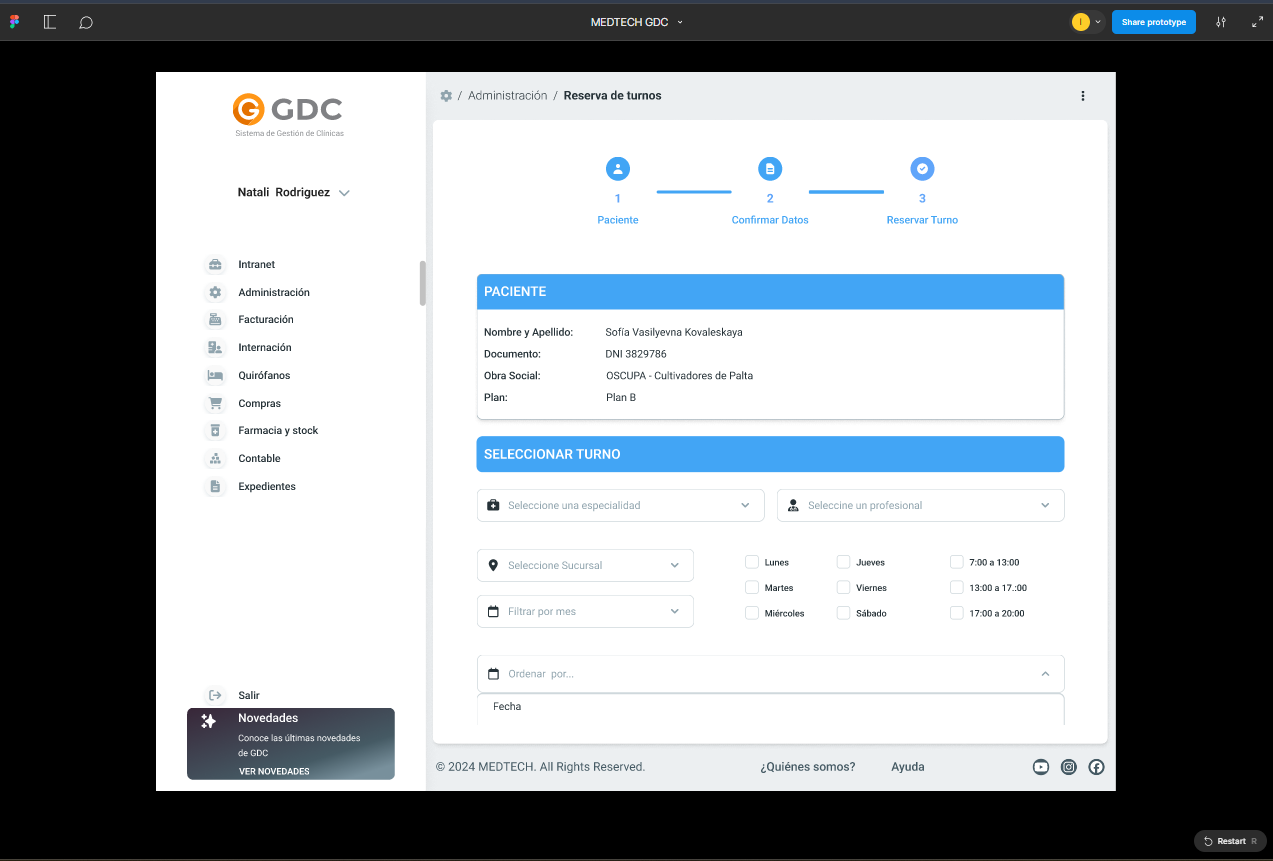 MEDTECH GDC
I
Share prototype
GDC
Sistema de Gestión de Clínicas
Natali Rodriguez
Intranet
Administración
Facturación
Internación
Quirófanos
Compras
Farmacia y stock
Contable
Expedientes
Salir
Novedades
Conoce las últimas novedades
de GDC
VER NOVEDADES
/ Administración / Reserva de turnos
1
Paciente
2
Confirmar Datos
3
Reservar Turno
PACIENTE
Nombre y Apellido: Sofía Vasilyevna Kovaleskaya
Documento: DNI 3829786
Obra Social: OSCUPA - Cultivadores de Palta
Plan: Plan B
SELECCIONAR TURNO
Seleccione una especialidad
Seleccine un profesional
Seleccione Sucursal
Filtrar por mes
Lunes Jueves 7:00 a 13:00
Martes Viernes 13:00 a 17.:00
Miércoles Sábado 17:00 a 20:00
Ordenar por...
Fecha
© 2024 MEDTECH. All Rights Reserved. ¿Quiénes somos? Ayuda
Restart R